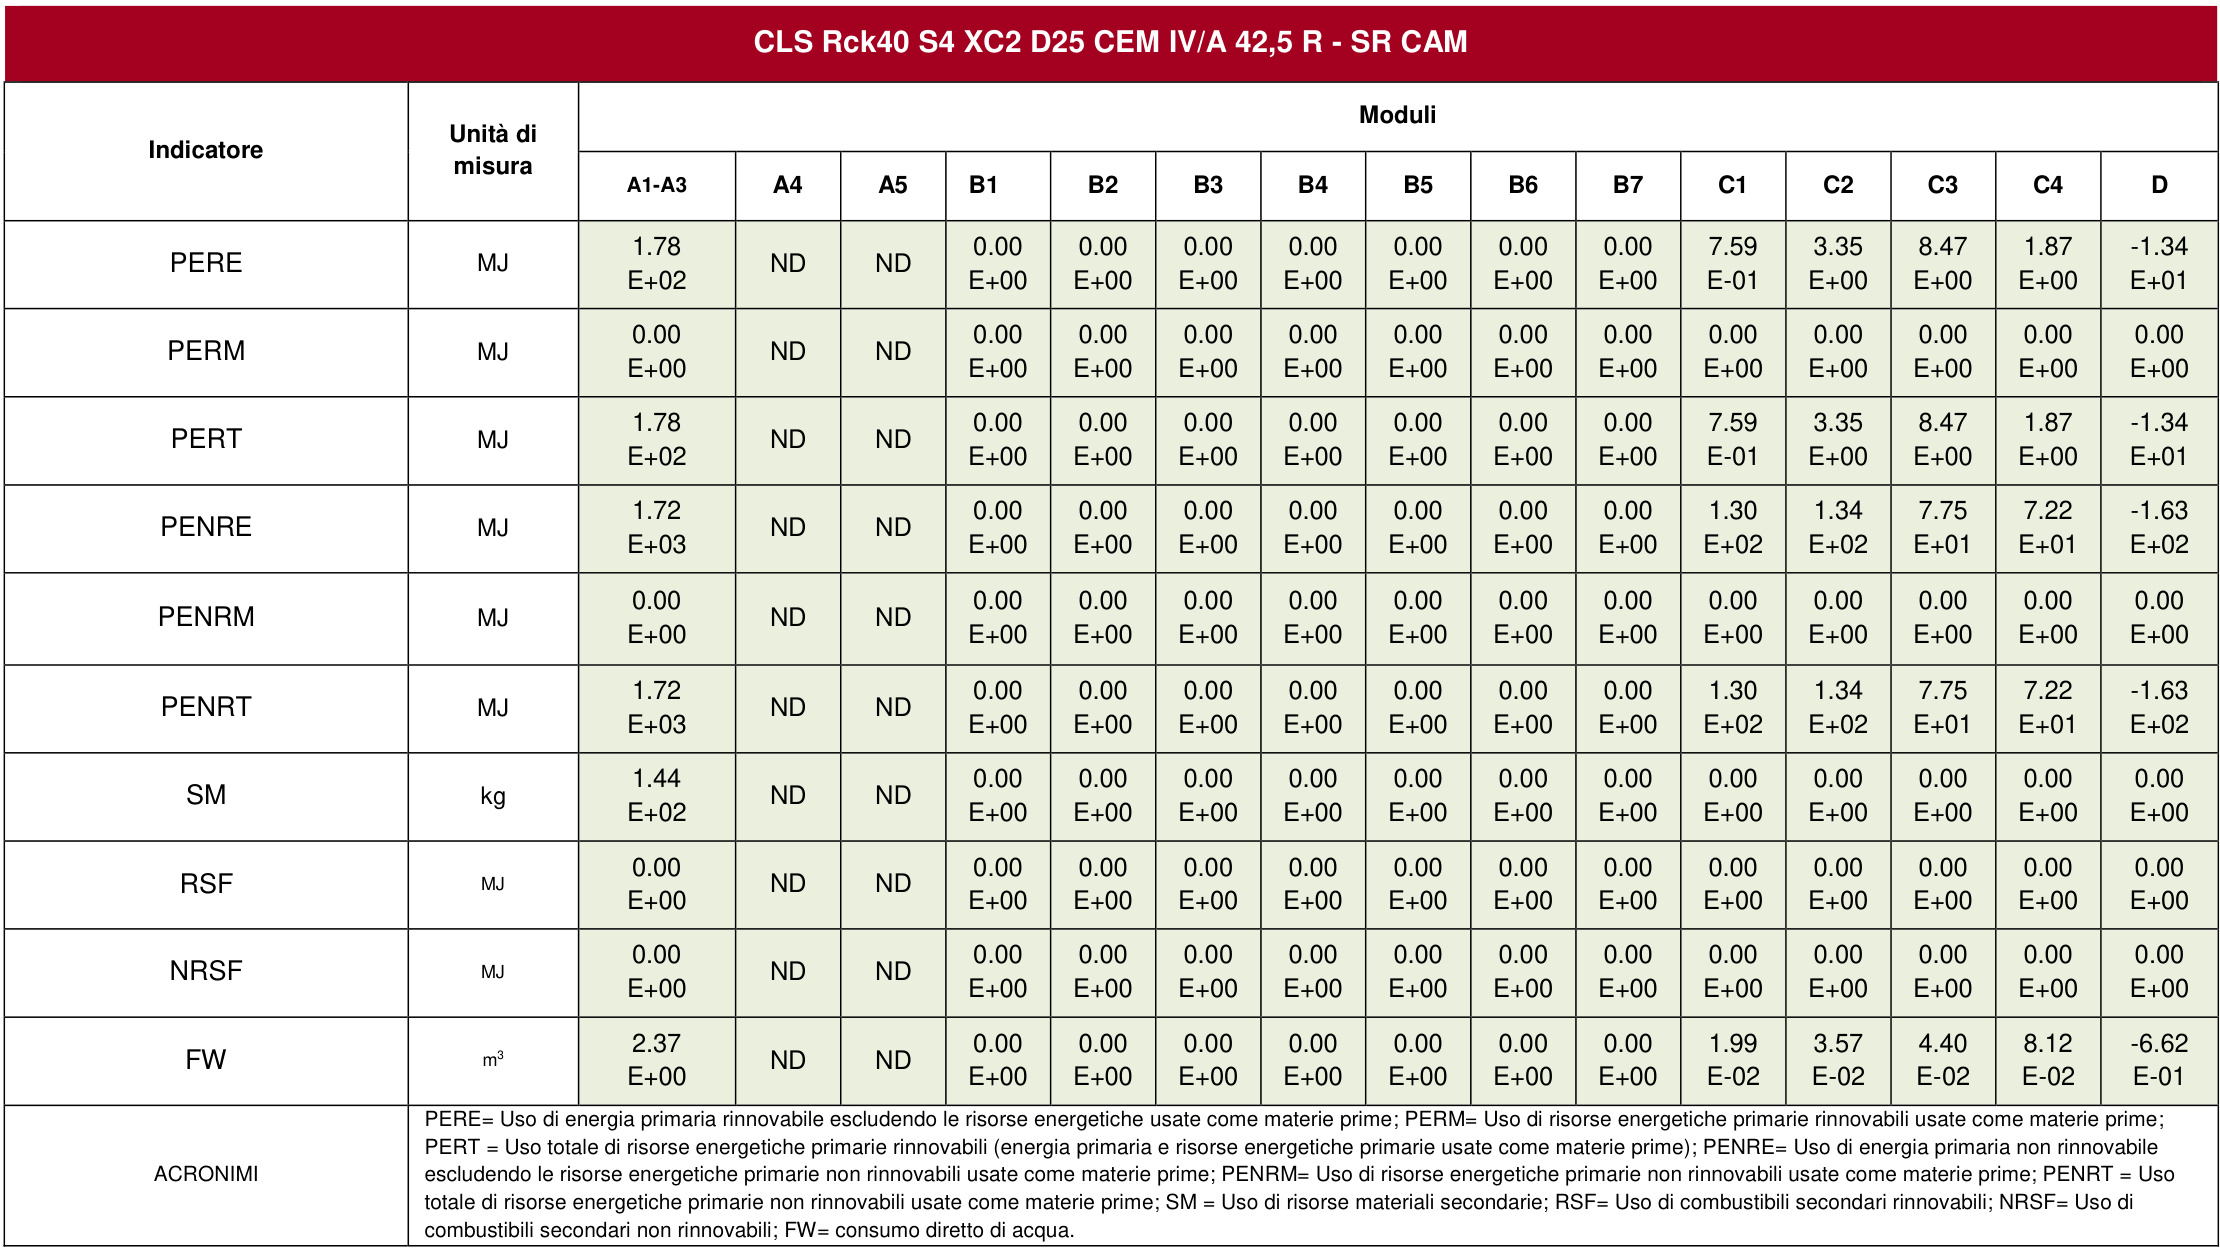 CLS Rck40 S4 XC2 D25 CEM IV/A 42,5 R - SR CAM
Indicatore Unità di misura Moduli
A1-A3 A4 A5 B1 B2 B3 B4 B5 B6 B7 C1 C2 C3 C4 D
PERE MJ 1.78 E+02 ND ND 0.00 E+00 0.00 E+00 0.00 E+00 0.00 E+00 0.00 E+00 0.00 E+00 0.00 E+00 7.59 E-01 3.35 E+00 8.47 E+00 1.87 E+00 -1.34 E+01
PERM MJ 0.00 E+00 ND ND 0.00 E+00 0.00 E+00 0.00 E+00 0.00 E+00 0.00 E+00 0.00 E+00 0.00 E+00 0.00 E+00 0.00 E+00 0.00 E+00 0.00 E+00 0.00 E+00
PERT MJ 1.78 E+02 ND ND 0.00 E+00 0.00 E+00 0.00 E+00 0.00 E+00 0.00 E+00 0.00 E+00 0.00 E+00 7.59 E-01 3.35 E+00 8.47 E+00 1.87 E+00 -1.34 E+01
PENRE MJ 1.72 E+03 ND ND 0.00 E+00 0.00 E+00 0.00 E+00 0.00 E+00 0.00 E+00 0.00 E+00 0.00 E+00 1.30 E+02 1.34 E+02 7.75 E+01 7.22 E+01 -1.63 E+02
PENRM MJ 0.00 E+00 ND ND 0.00 E+00 0.00 E+00 0.00 E+00 0.00 E+00 0.00 E+00 0.00 E+00 0.00 E+00 0.00 E+00 0.00 E+00 0.00 E+00 0.00 E+00 0.00 E+00
PENRT MJ 1.72 E+03 ND ND 0.00 E+00 0.00 E+00 0.00 E+00 0.00 E+00 0.00 E+00 0.00 E+00 0.00 E+00 1.30 E+02 1.34 E+02 7.75 E+01 7.22 E+01 -1.63 E+02
SM kg 1.44 E+02 ND ND 0.00 E+00 0.00 E+00 0.00 E+00 0.00 E+00 0.00 E+00 0.00 E+00 0.00 E+00 0.00 E+00 0.00 E+00 0.00 E+00 0.00 E+00 0.00 E+00
RSF MJ 0.00 E+00 ND ND 0.00 E+00 0.00 E+00 0.00 E+00 0.00 E+00 0.00 E+00 0.00 E+00 0.00 E+00 0.00 E+00 0.00 E+00 0.00 E+00 0.00 E+00 0.00 E+00
NRSF MJ 0.00 E+00 ND ND 0.00 E+00 0.00 E+00 0.00 E+00 0.00 E+00 0.00 E+00 0.00 E+00 0.00 E+00 0.00 E+00 0.00 E+00 0.00 E+00 0.00 E+00 0.00 E+00
FW m³ 2.37 E+00 ND ND 0.00 E+00 0.00 E+00 0.00 E+00 0.00 E+00 0.00 E+00 0.00 E+00 0.00 E+00 1.99 E-02 3.57 E-02 4.40 E-02 8.12 E-02 -6.62 E-01
ACRONIMI
PERE= Uso di energia primaria rinnovabile escludendo le risorse energetiche usate come materie prime; PERM= Uso di risorse energetiche primarie rinnovabili usate come materie prime;
PERT = Uso totale di risorse energetiche primarie rinnovabili (energia primaria e risorse energetiche primarie usate come materie prime); PENRE= Uso di energia primaria non rinnovabile
escludendo le risorse energetiche primarie non rinnovabili usate come materie prime; PENRM= Uso di risorse energetiche primarie non rinnovabili usate come materie prime; PENRT = Uso
totale di risorse energetiche primarie non rinnovabili usate come materie prime; SM = Uso di risorse materiali secondarie; RSF= Uso di combustibili secondari rinnovabili; NRSF= Uso di
combustibili secondari non rinnovabili; FW= consumo diretto di acqua.